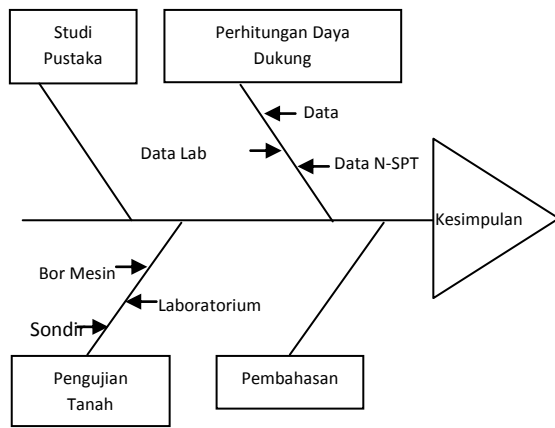 Studi
Pustaka
Perhitungan Daya
Dukung
Data
Data Lab
Data N-SPT
Kesimpulan
Bor Mesin
Laboratorium
Sondir
Pengujian
Tanah
Pembahasan